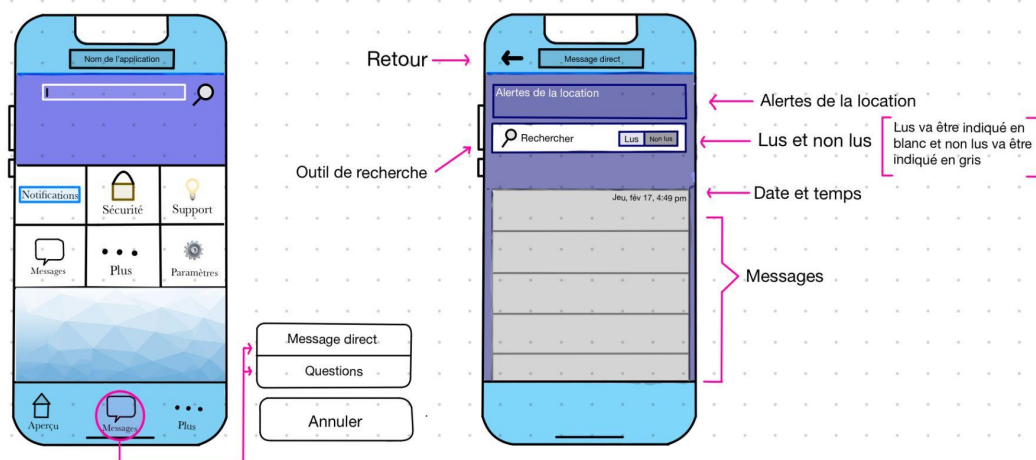 Nom de l'application
Notifications
Sécurité
Support
Messages
Plus
Paramètres
Aperçu
Messages
Plus
Message direct
Questions
Annuler
Retour
Outil de recherche
Message direct
Alertes de la location
Rechercher
Lus
Non lus
Jeu, fév 17, 4:49 pm
Alertes de la location
Lus et non lus
Lus va être indiqué en
blanc et non lus va être
indiqué en gris
Date et temps
Messages